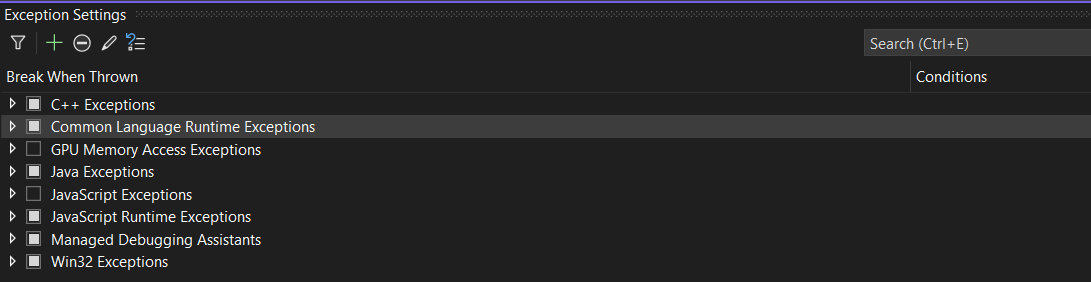 Exception Settings
Search (Ctrl+E)
Break When Thrown Conditions
C++ Exceptions
Common Language Runtime Exceptions
GPU Memory Access Exceptions
Java Exceptions
JavaScript Exceptions
JavaScript Runtime Exceptions
Managed Debugging Assistants
Win32 Exceptions